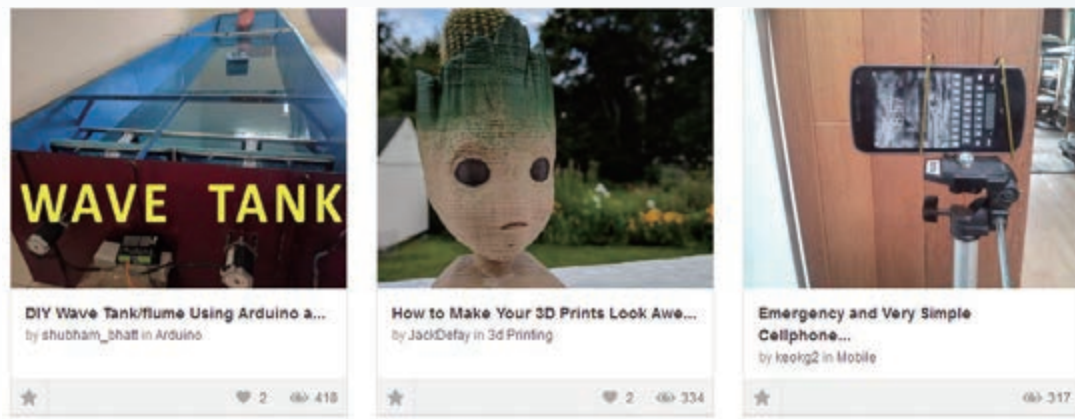 WAVE TANK
DIY Wave Tank/flume Using Arduino a...
by shubham_bhatt in Arduino
2 418
How to Make Your 3D Prints Look Awe...
by JackDefay in 3d Printing
2 334
Emergency and Very Simple
Cellphone...
by keokg2 in Mobile
317